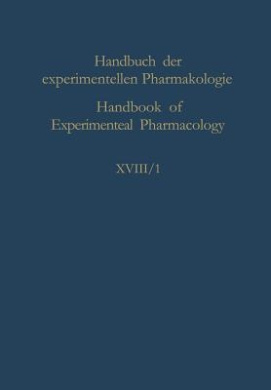 Handbuch der
experimentellen Pharmakologie
Handbook of
Experimenteal Pharmacology
XVIII/1